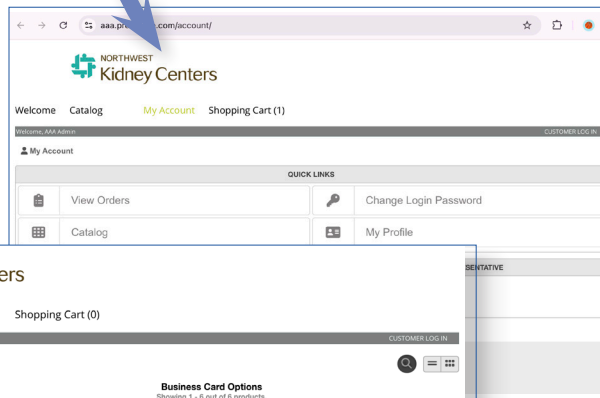 aaa.pr com/account/
NORTHWEST
Kidney Centers
Welcome Catalog My Account Shopping Cart (1)
Welcome, AAA Admin CUSTOMER LOG IN
My Account
QUICK LINKS
View Orders Change Login Password
Catalog My Profile
ers SENTATIVE
Shopping Cart (0)
CUSTOMER LOG IN
Business Card Options
Showing 1 - 6 out of 6 products